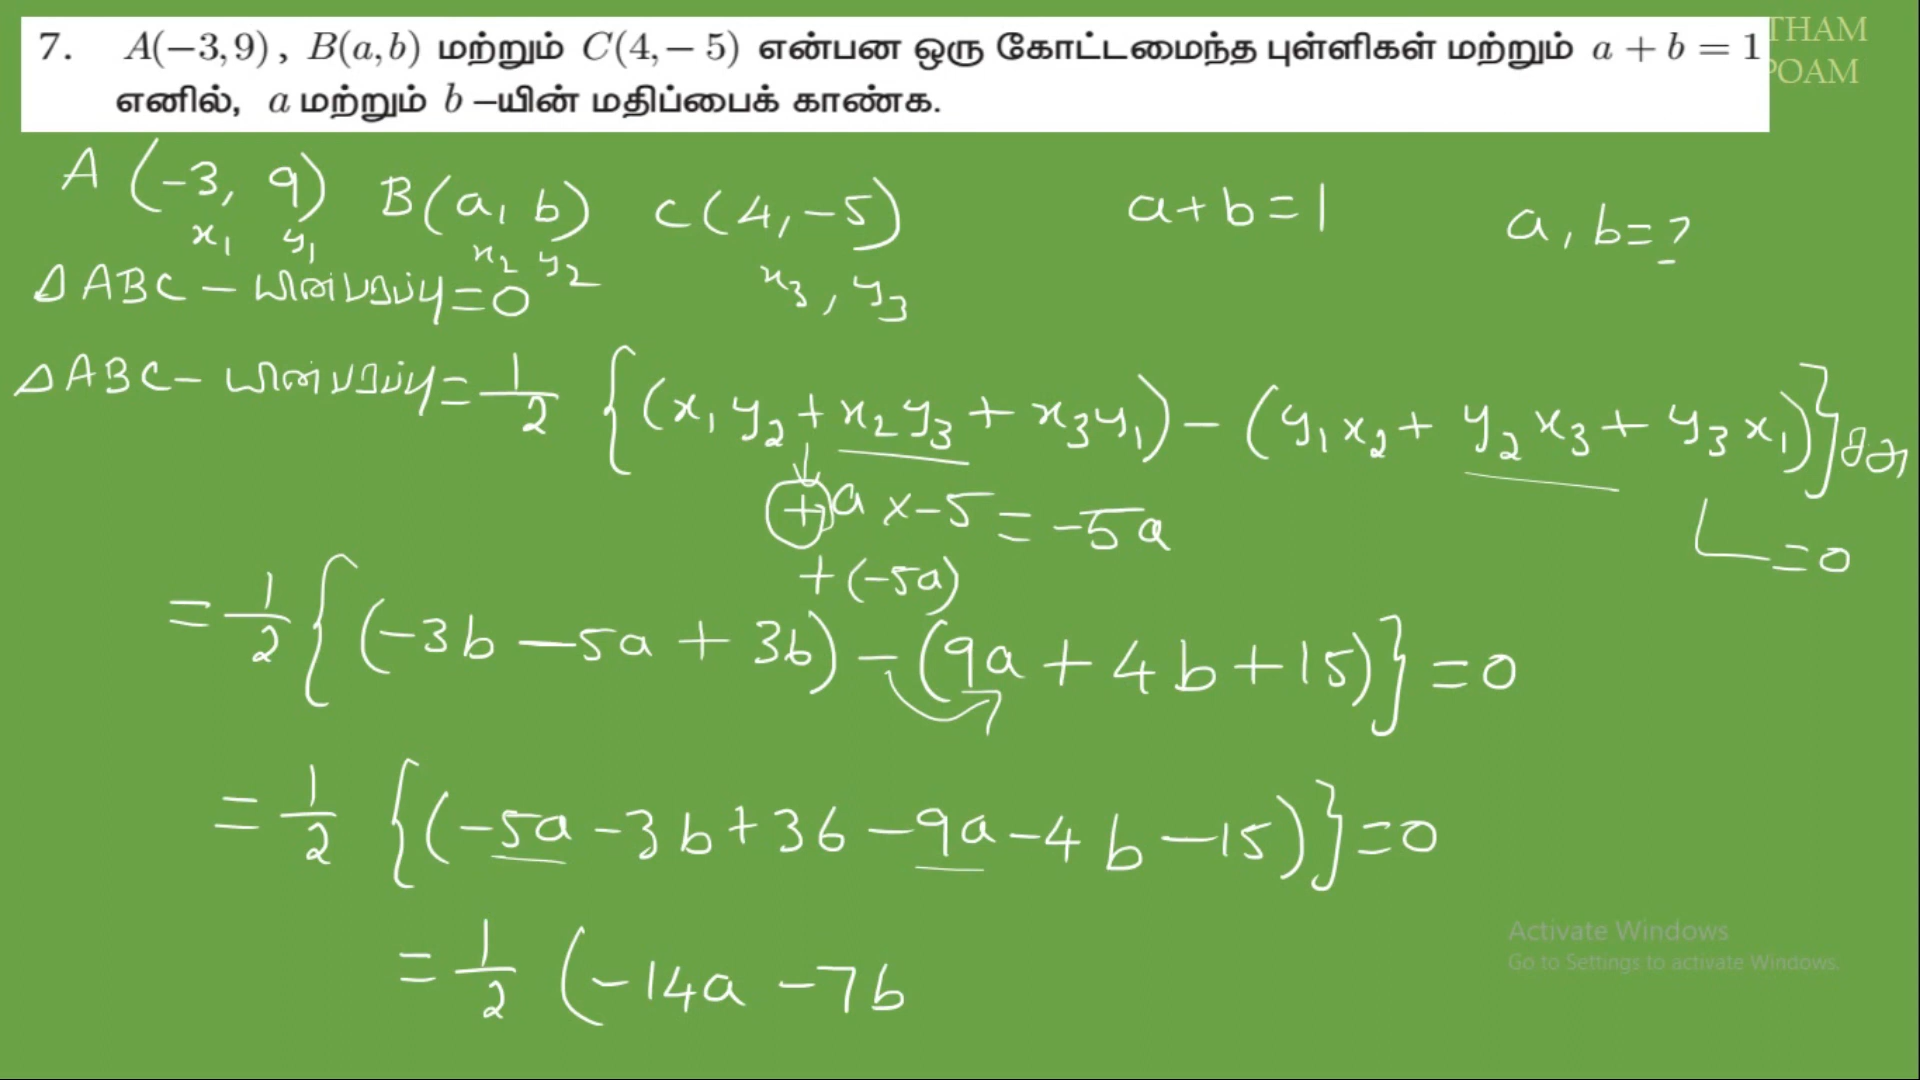 7. A(−3, 9), B(a, b) மற்றும் C(4, − 5) என்பன ஒரு கோட்டமைந்த புள்ளிகள் மற்றும் a + b = 1
THAM
POAM
எனில், a மற்றும் b –யின் மதிப்பைக் காண்க.
A (-3, 9) B(a, b) C(4, -5) a+b=1 a, b=?
x₁ y₁ x₂ y₂ x₃, y₃
ΔABC – யின் பரப்பு = 0
ΔABC – யின் பரப்பு = 1/2 {(x₁y₂ + x₂y₃ + x₃y₁) – (y₁x₂ + y₂x₃ + y₃x₁)} ச.அ
+ a x -5 = -5a
= 0
+ (-5a)
= 1/2 {(-3b – 5a + 36) – (9a + 4b + 15)} = 0
= 1/2 {(-5a - 3b + 36 – 9a – 4b – 15)} = 0
= 1/2 (-14a - 7b
Activate Windows
Go to Settings to activate Windows.